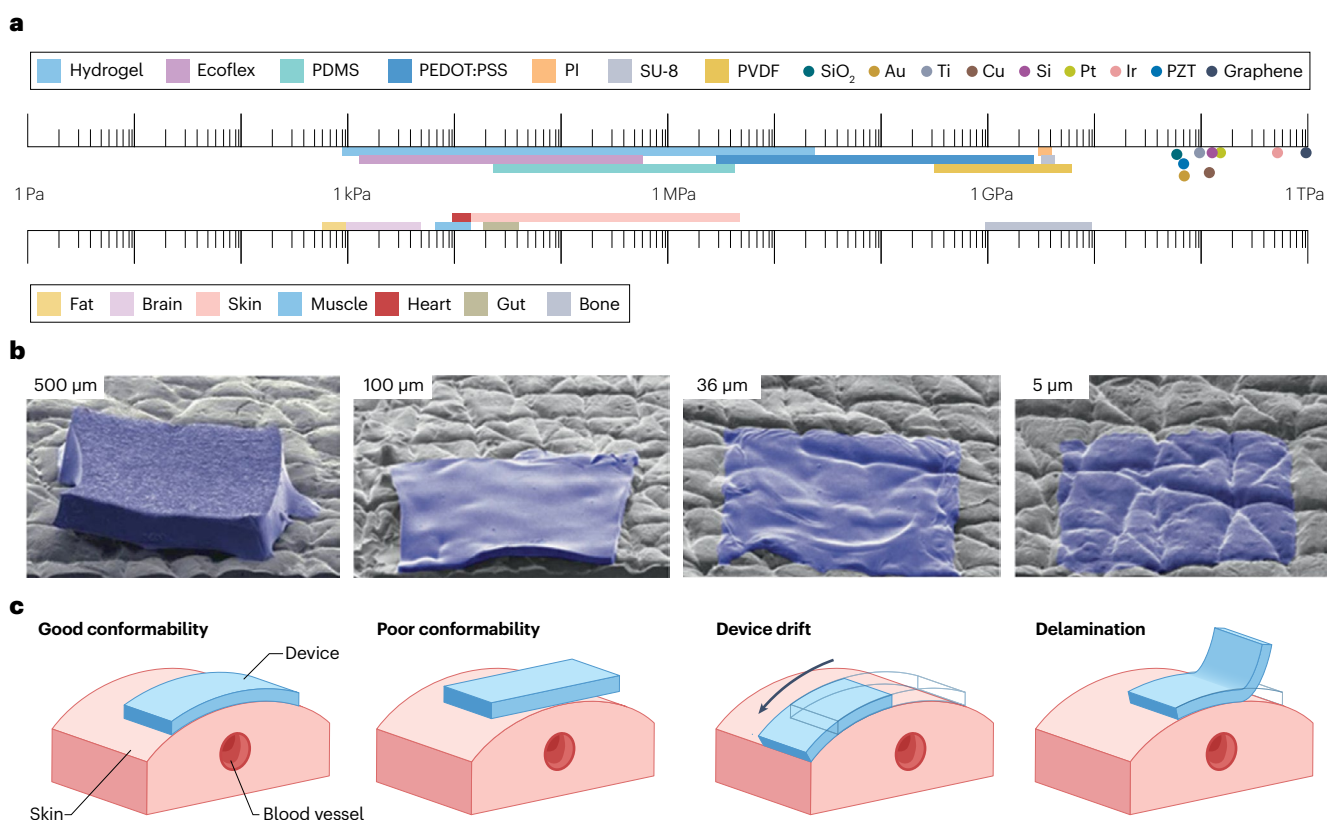 a
Hydrogel Ecoflex PDMS PEDOT:PSS PI SU-8 PVDF SiO₂ Au Ti Cu Si Pt Ir PZT Graphene
1 Pa 1 kPa 1 MPa 1 GPa 1 TPa
Fat Brain Skin Muscle Heart Gut Bone
b
500 µm 100 µm 36 µm 5 µm
c
Good conformability Poor conformability Device drift Delamination
Device
Skin Blood vessel